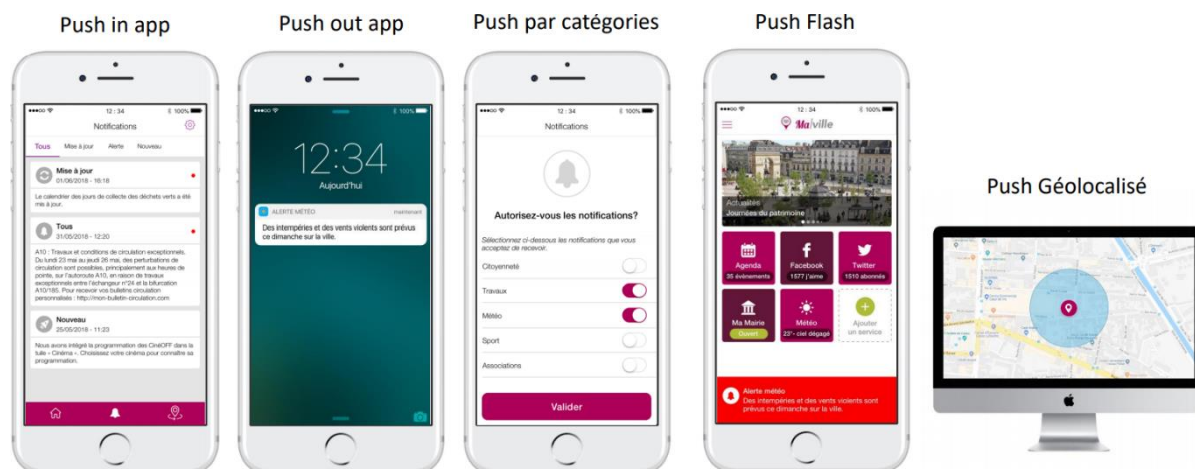 Push in app
Push out app
Push par catégories
Push Flash
Push Géolocalisé
12 : 34
100%
Notifications
Tous
Mise à jour
Alerte
Nouveau
Mise à jour
01/06/2018 - 16:18
Le calendrier des jours de collecte des déchets verts a été
mis à jour.
Tous
31/05/2018 - 12:20
A10 : Travaux et conditions de circulation exceptionnels.
Du lundi 23 mai au jeudi 26 mai, des perturbations de
circulation sont possibles, principalement aux heures de
pointe, sur l'autoroute A10, en raison de travaux
exceptionnels entre l'échangeur n°24 et la bifurcation
A10/185. Pour recevoir vos bulletins circulation
personnalisés : http://mon-bulletin-circulation.com
Nouveau
25/05/2018 - 11:23
Nous avons intégré la programmation des CinéOFF dans la
tuile « Cinéma ». Choisissez votre cinéma pour connaître sa
programmation.
100%
12:34
Aujourd'hui
ALERTE MÉTÉO
maintenant
Des intempéries et des vents violents sont prévus
ce dimanche sur la ville.
12 : 34
100%
Notifications
Autorisez-vous les notifications?
Sélectionnez ci-dessous les notifications que vous
acceptez de recevoir.
Citoyenneté
Travaux
Météo
Sport
Associations
Valider
12 : 34
100%
Ma ville
Actualités
Journées du patrimoine
Agenda
35 évènements
Facebook
1577 j'aime
Twitter
1510 abonnés
Ma Mairie
Ouvert
Météo
23°- ciel dégagé
Ajouter
un service
Alerte météo
Des intempéries et des vents violents sont
prévus ce dimanche sur la ville.